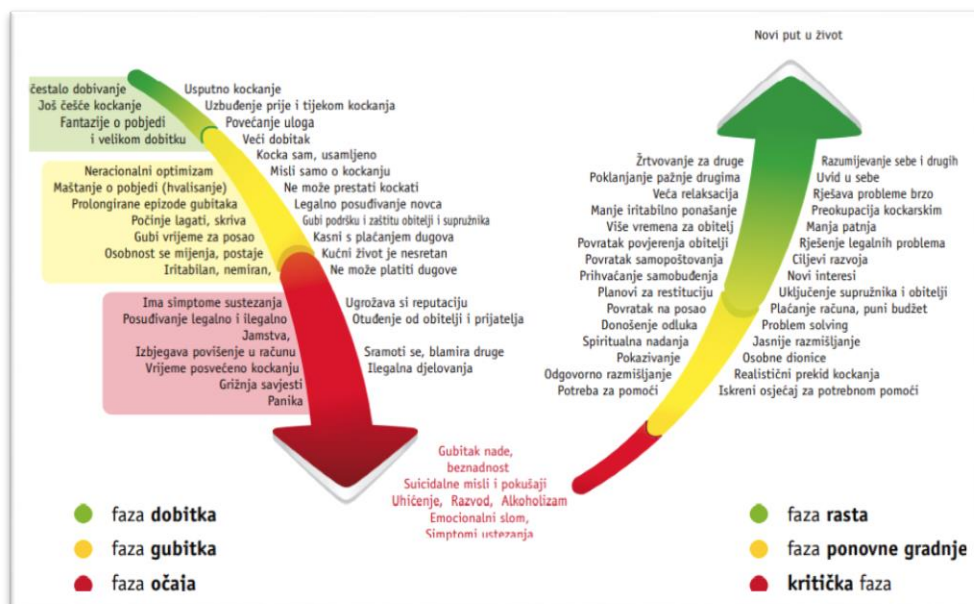 Novi put u život
čestalo dobivanje
Još češće kockanje
Fantazije o pobjedi
i velikom dobitku
Usputno kockanje
Uzbuđenje prije i tijekom kockanja
Povećanje uloga
Veći dobitak
Kocka sam, usamljeno
Neracionalni optimizam
Maštanje o pobjedi (hvalisanje)
Prolongirane epizode gubitaka
Počinje lagati, skriva
Gubi vrijeme za posao
Osobnost se mijenja, postaje
Iritabilan, nemiran,
Misli samo o kockanju
Ne može prestati kockati
Legalno posuđivanje novca
Gubi podršku i zaštitu obitelji i supružnika
Kasni s plaćanjem dugova
Kućni život je nesretan
Ne može platiti dugove
Ima simptome sustezanja
Posuđivanje legalno i ilegalno
Jamstva,
Izbjegava povišenje u računu
Vrijeme posvečeno kockanju
Grižnja savjesti
Panika
Ugrožava si reputaciju
Otuđenje od obitelji i prijatelja
Sramoti se, blamira druge
Ilegalna djelovanja
Gubitak nade,
beznadnost
Suicidalne misli i pokušaji
Uhićenje, Razvod, Alkoholizam
Emocionalni slom,
Simptomi ustezanja
Žrtvovanje za druge
Poklanjanje pažnje drugima
Veća relaksacija
Manje iritabilno ponašanje
Više vremena za obitelj
Povratak povjerenja obitelji
Povratak samopoštovanja
Prihvaćanje samobuđenja
Planovi za restituciju
Povratak na posao
Donošenje odluka
Spiritualna nadanja
Pokazivanje
Odgovorno razmišljanje
Potreba za pomoći
Razumijevanje sebe i drugih
Uvid u sebe
Rješava probleme brzo
Preokupacija kockarskim
Manja patnja
Rješenje legalnih problema
Ciljevi razvoja
Novi interesi
Uključenje supružnika i obitelji
Plaćanje računa, puni budžet
Problem solving
Jasnije razmišljanje
Osobne dionice
Realistični prekid kockanja
Iskreni osjećaj za potrebnom pomoći
faza dobitka
faza gubitka
faza očaja
faza rasta
faza ponovne gradnje
kritička faza